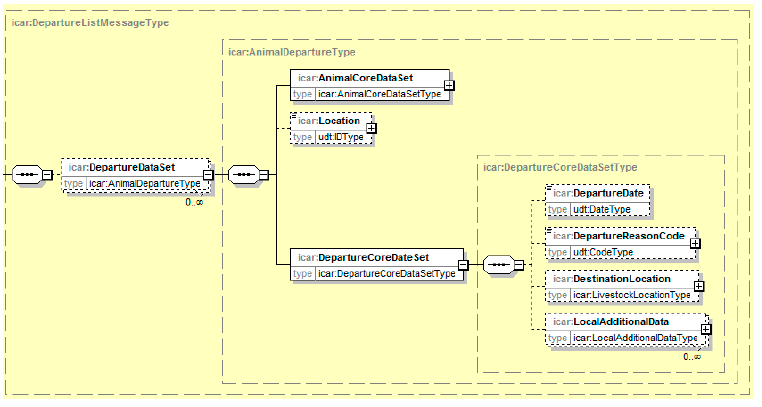 icar:DepartureListMessageType
icar:AnimalDepartureType
icar:AnimalCoreDataSet
type icar:AnimalCoreDataSetType
icar:Location
type udt:IDType
icar:DepartureCoreDataSetType
icar:DepartureDataSet
type icar:AnimalDepartureType
0..∞
icar:DepartureDate
type udt:DateType
icar:DepartureReasonCode
type udt:CodeType
icar:DepartureCoreDateSet
type icar:DepartureCoreDataSetType
icar:DestinationLocation
type icar:LivestockLocationType
icar:LocalAdditionalData
type icar:LocalAdditionalDataType
0..∞